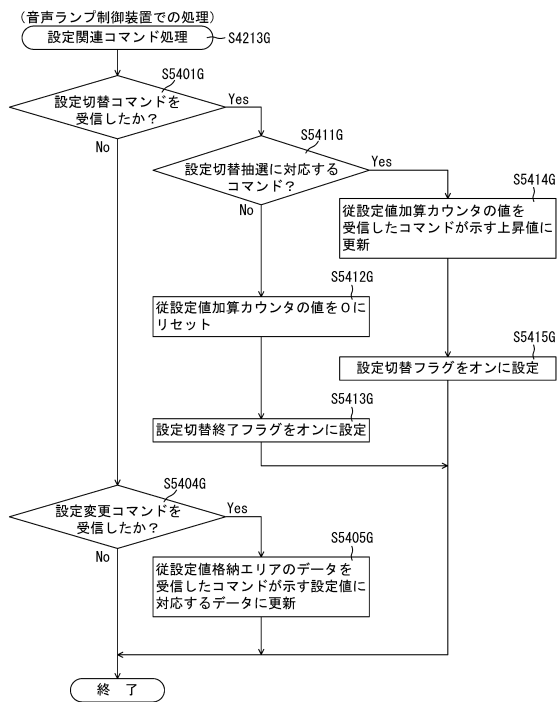 (音声ランプ制御装置での処理)
設定関連コマンド処理
S4213G
S5401G
設定切替コマンドを
受信したか?
Yes
No
S5411G
設定切替抽選に対応する
コマンド?
Yes
No
S5414G
従設定値加算カウンタの値を
受信したコマンドが示す上昇値に
更新
S5412G
従設定値加算カウンタの値を0に
リセット
S5415G
設定切替フラグをオンに設定
S5413G
設定切替終了フラグをオンに設定
S5404G
設定変更コマンドを
受信したか?
Yes
No
S5405G
従設定値格納エリアのデータを
受信したコマンドが示す設定値に
対応するデータに更新
終 了